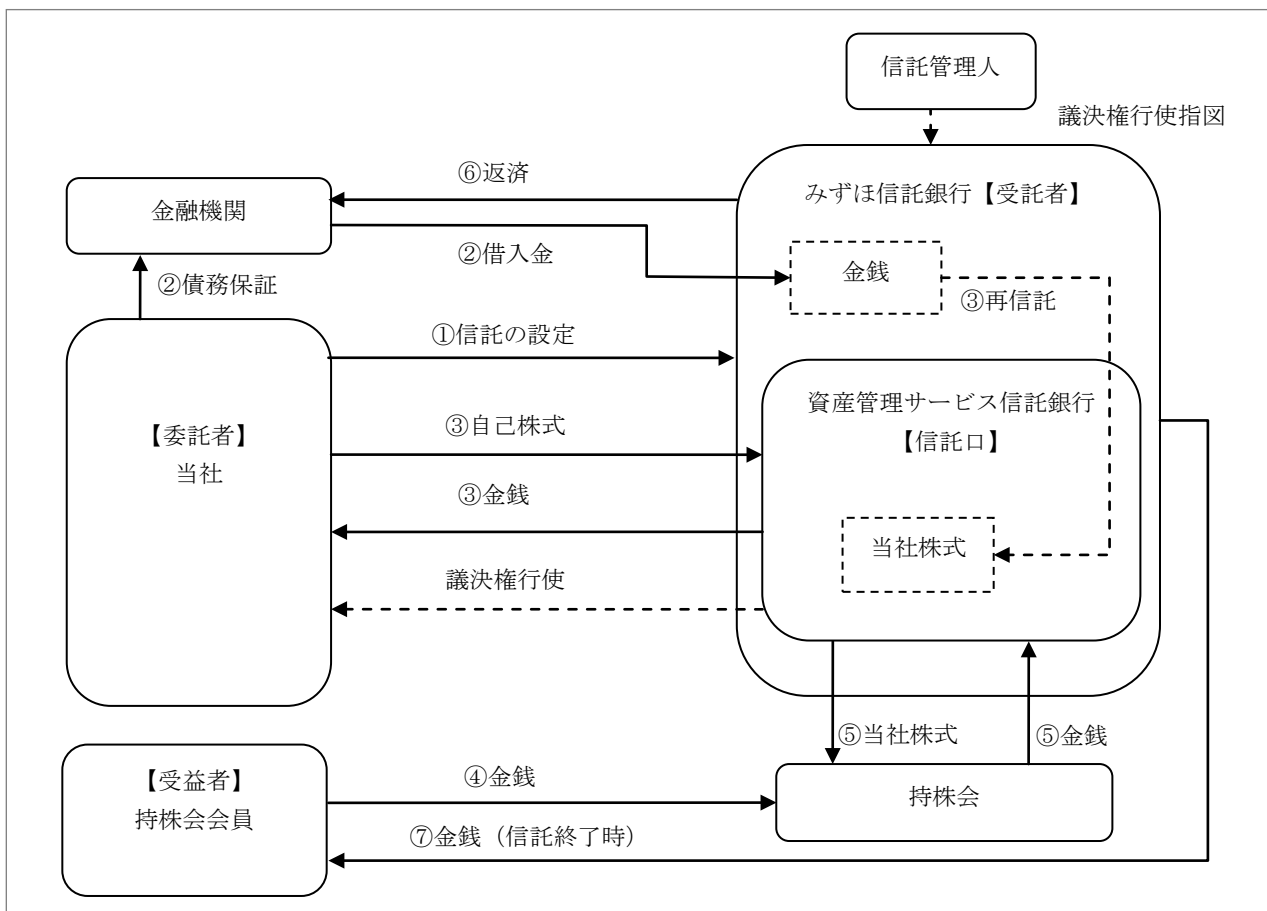 信託管理人
議決権行使指図
⑥返済
みずほ信託銀行【受託者】
金融機関
②借入金
金銭
②債務保証
③再信託
①信託の設定
資産管理サービス信託銀行
【信託口】
③自己株式
【委託者】
当社
③金銭
当社株式
議決権行使
⑤当社株式
⑤金銭
【受益者】
持株会会員
④金銭
持株会
⑦金銭（信託終了時）